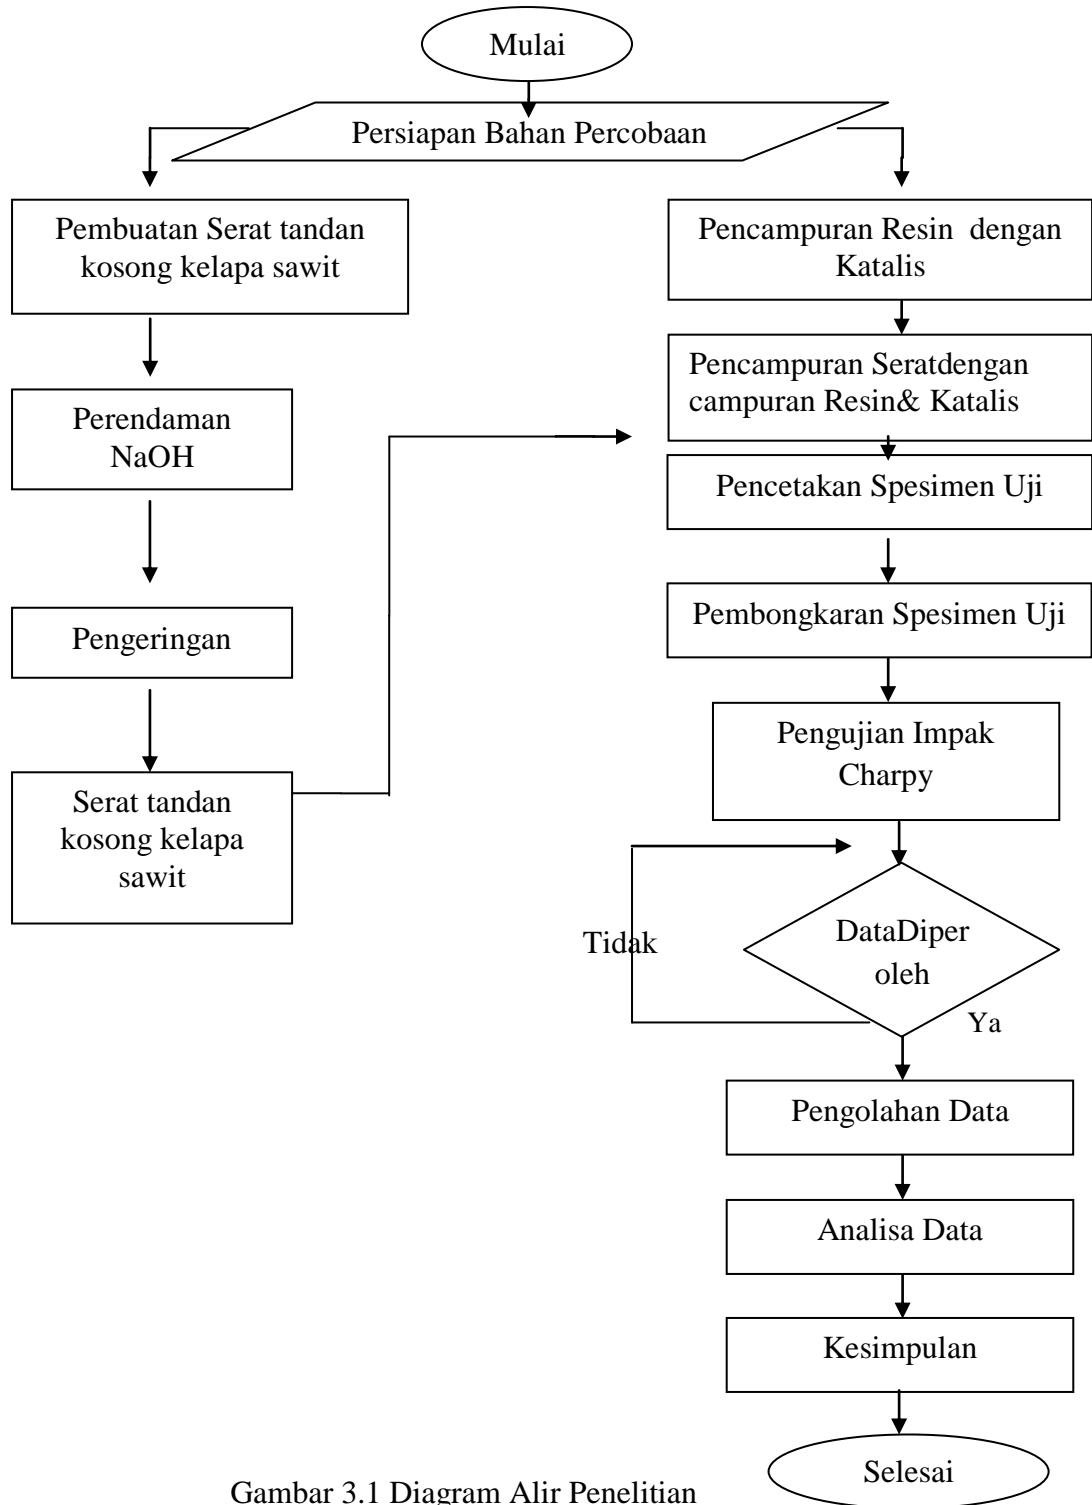 Mulai
Persiapan Bahan Percobaan
Pembuatan Serat tandan
kosong kelapa sawit
Perendaman
NaOH
Pengeringan
Serat tandan
kosong kelapa
sawit
Pencampuran Resin dengan
Katalis
Pencampuran Seratdengan
campuran Resin& Katalis
Pencetakan Spesimen Uji
Pembongkaran Spesimen Uji
Pengujian Impak
Charpy
DataDiper
oleh
Tidak
Ya
Pengolahan Data
Analisa Data
Kesimpulan
Selesai
Gambar 3.1 Diagram Alir Penelitian